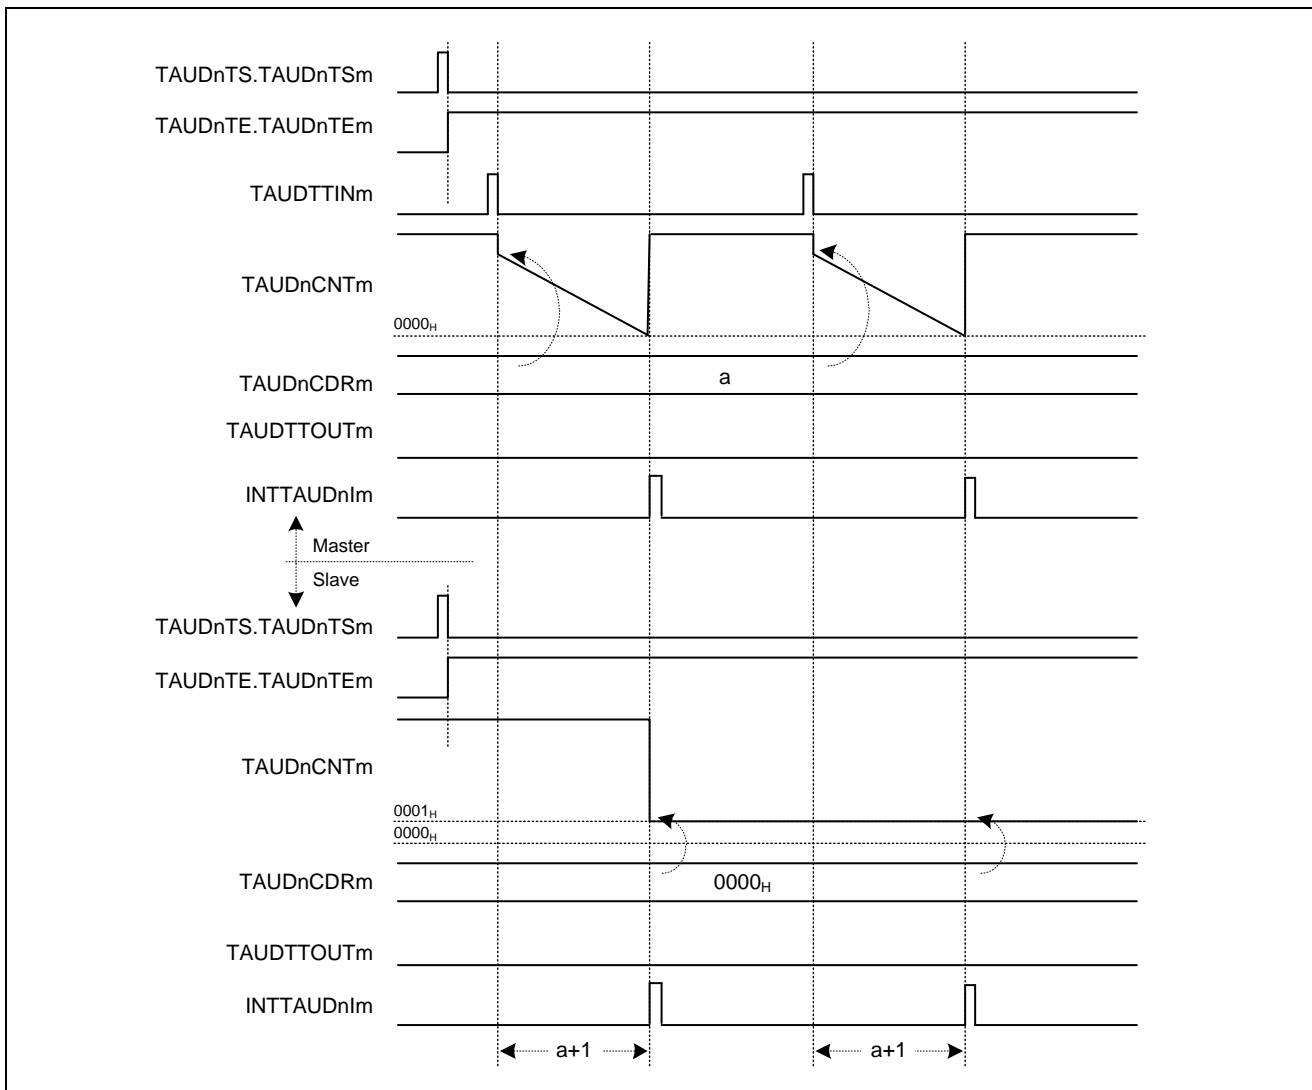 TAUDnTS.TAUDnTSm
TAUDnTE.TAUDnTEm
TAUDTTINm
TAUDnCNTm
0000H
TAUDnCDRm
a
TAUDTTOUTm
INTTAUDnIm
Master
Slave
TAUDnTS.TAUDnTSm
TAUDnTE.TAUDnTEm
TAUDnCNTm
0001H
0000H
TAUDnCDRm
0000H
TAUDTTOUTm
INTTAUDnIm
a+1
a+1